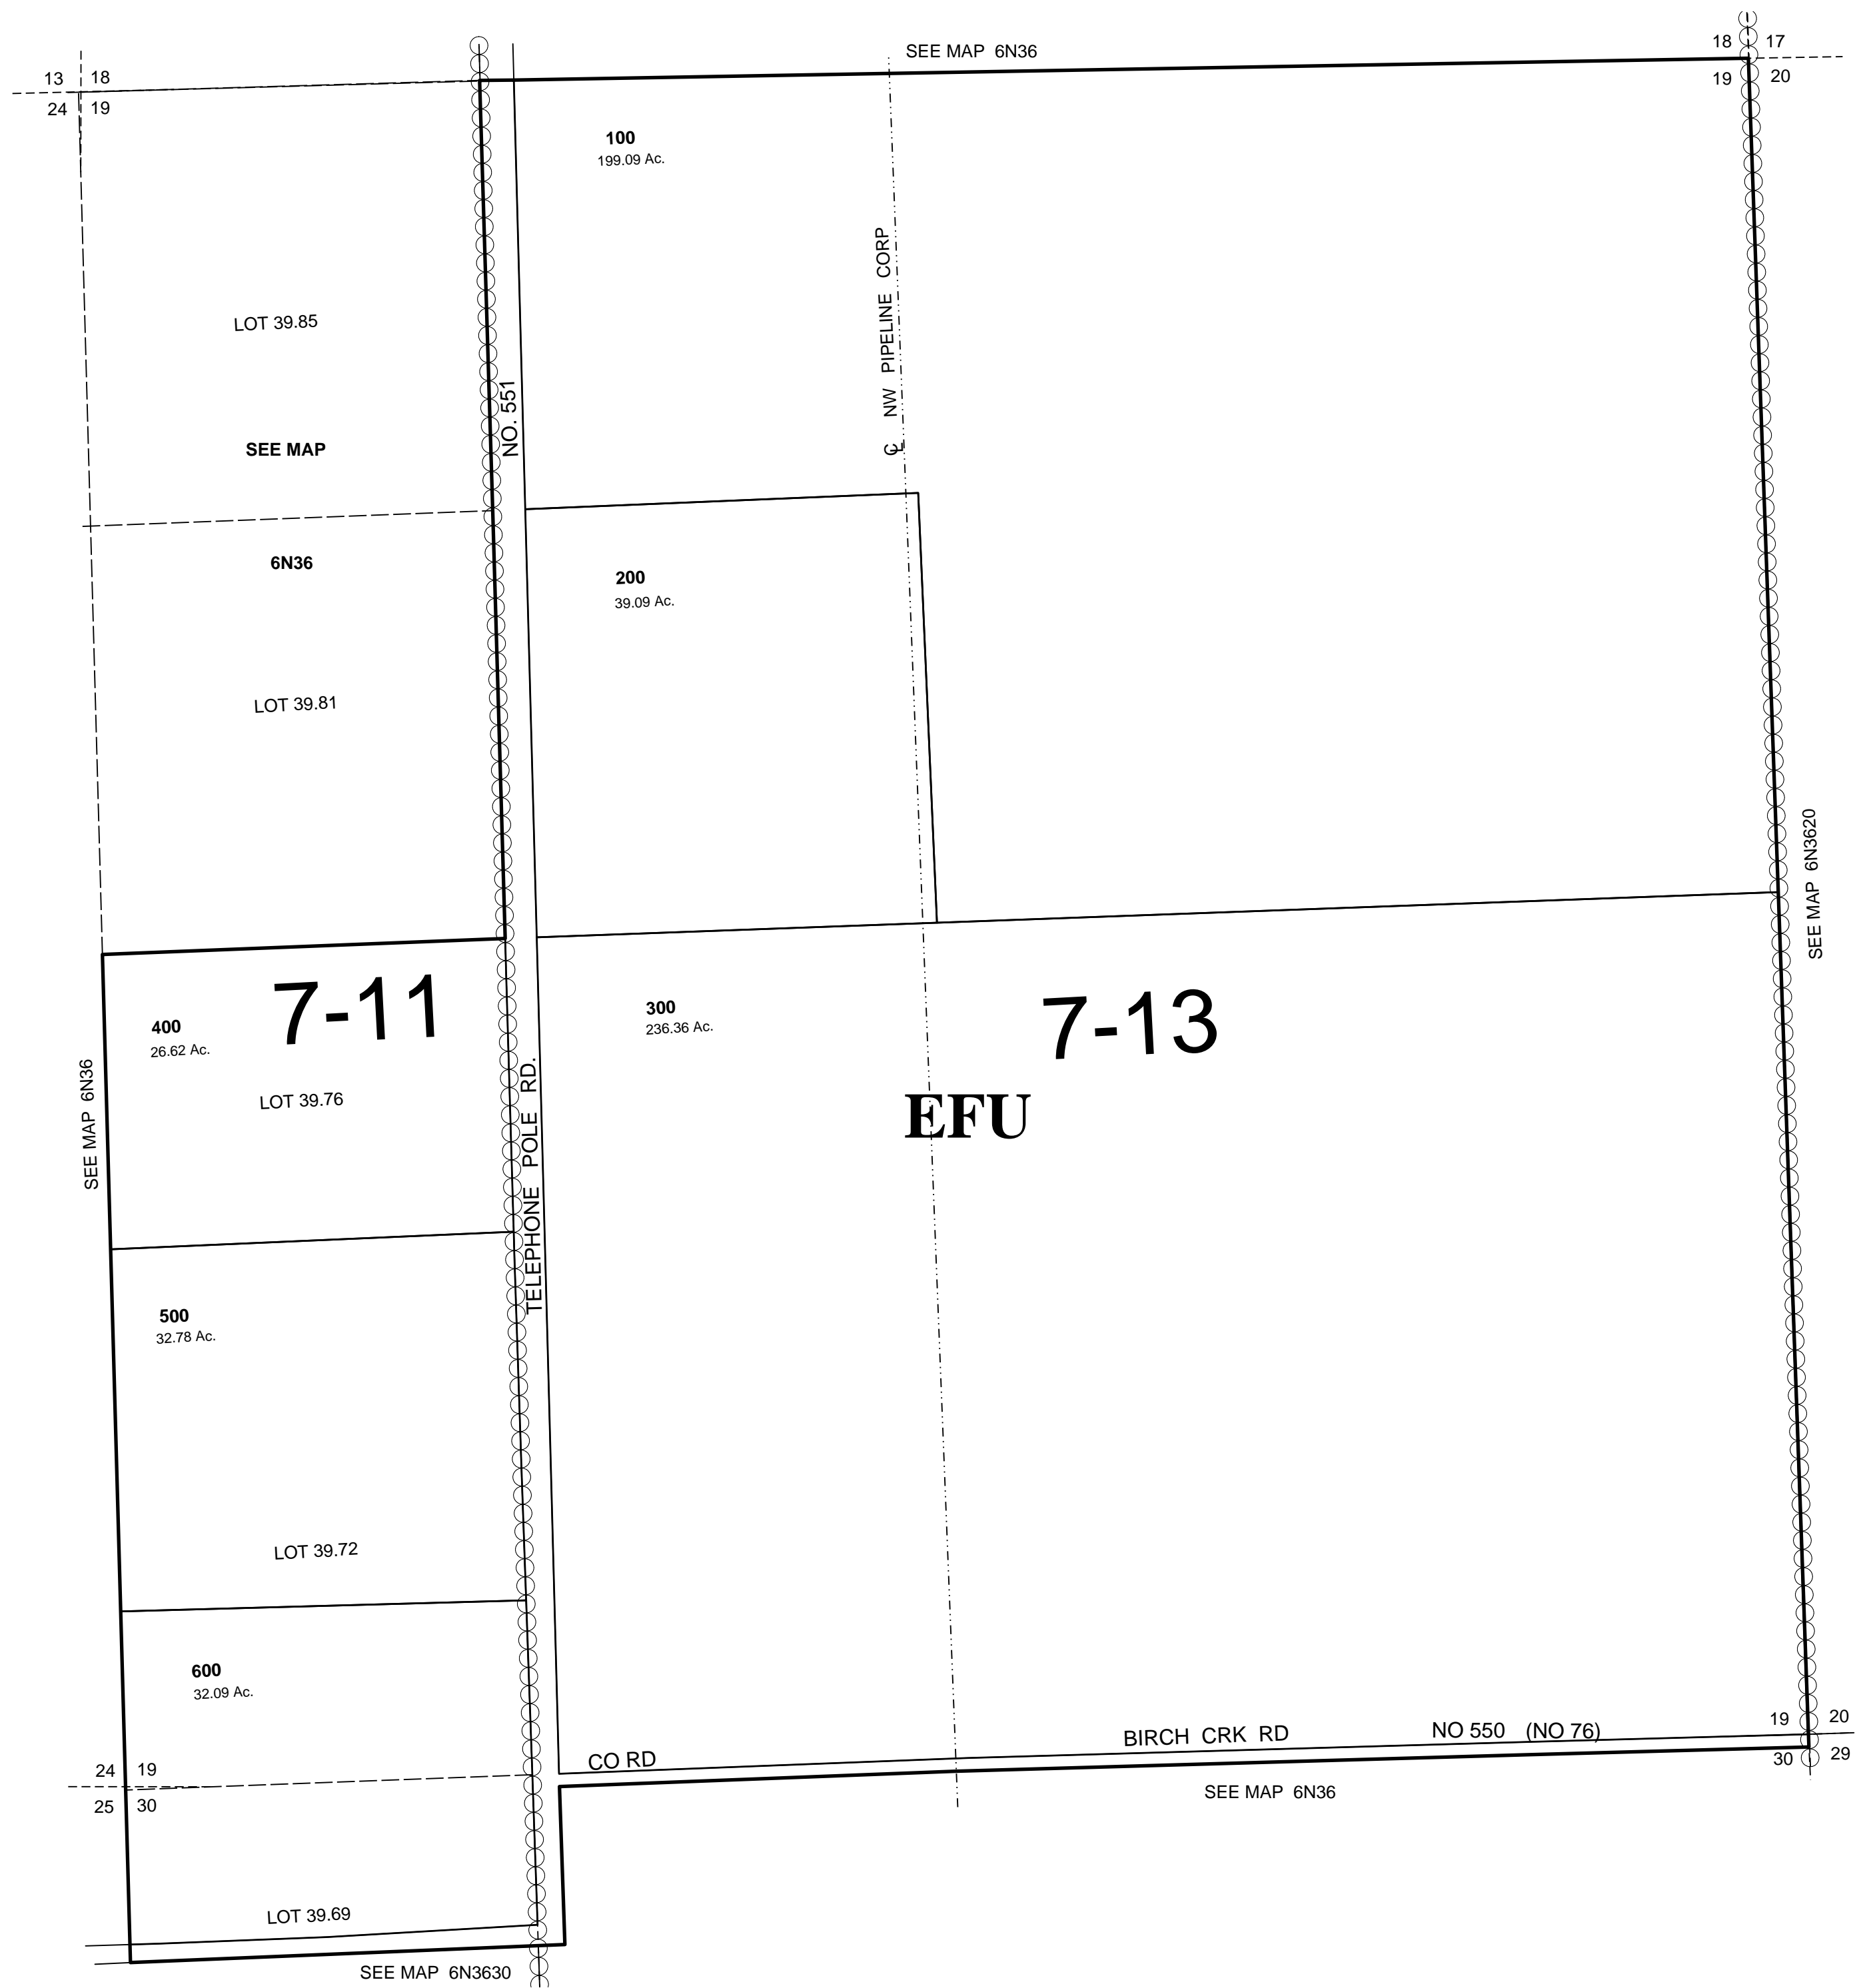 SEE MAP 6N36
13 18
24 19
18 17
19 20
100
199.09 Ac.
℄ NW PIPELINE CORP
LOT 39.85
NO. 551
SEE MAP
6N36
200
39.09 Ac.
LOT 39.81
SEE MAP 6N3620
7-11
7-13
400
26.62 Ac.
300
236.36 Ac.
LOT 39.76
EFU
SEE MAP 6N36
TELEPHONE POLE RD.
500
32.78 Ac.
LOT 39.72
600
32.09 Ac.
CO RD BIRCH CRK RD NO 550 (NO 76)
19 20
30 29
24 19
25 30
SEE MAP 6N36
LOT 39.69
SEE MAP 6N3630